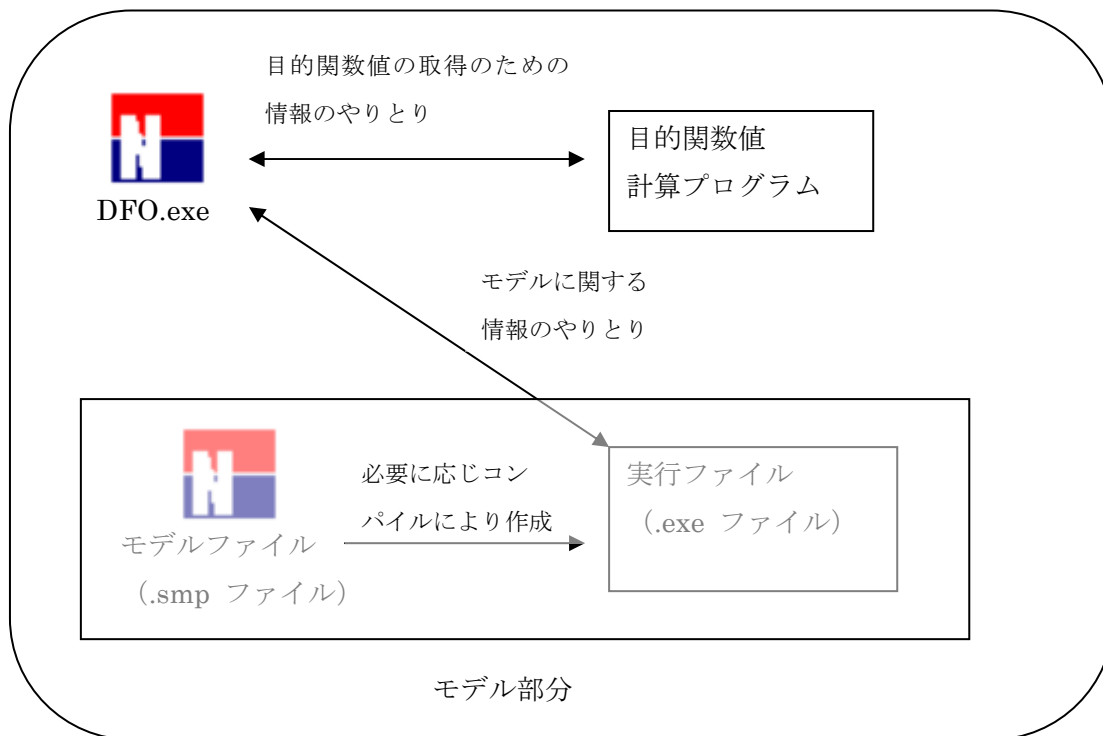 目的関数値の取得のための
情報のやりとり
DFO.exe
目的関数値
計算プログラム
モデルに関する
情報のやりとり
必要に応じコン
パイルにより作成
モデルファイル
（.smp ファイル）
実行ファイル
（.exe ファイル）
モデル部分